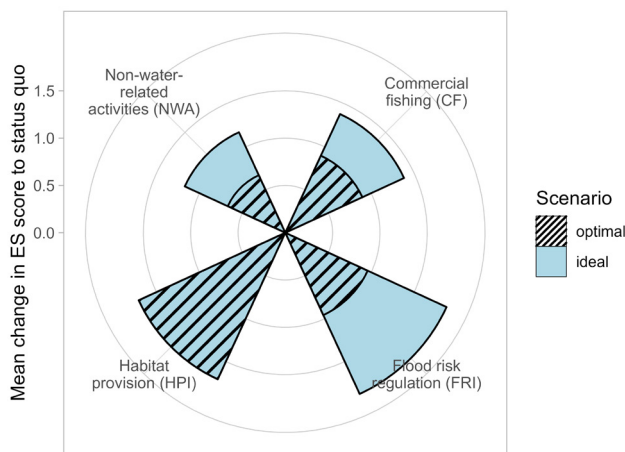 Non-water-
related
activities (NWA)
Commercial
fishing (CF)
1.5
1.0
0.5
0.0
Mean change in ES score to status quo
Habitat
provision (HPI)
Flood risk
regulation (FRI)
Scenario
optimal
ideal